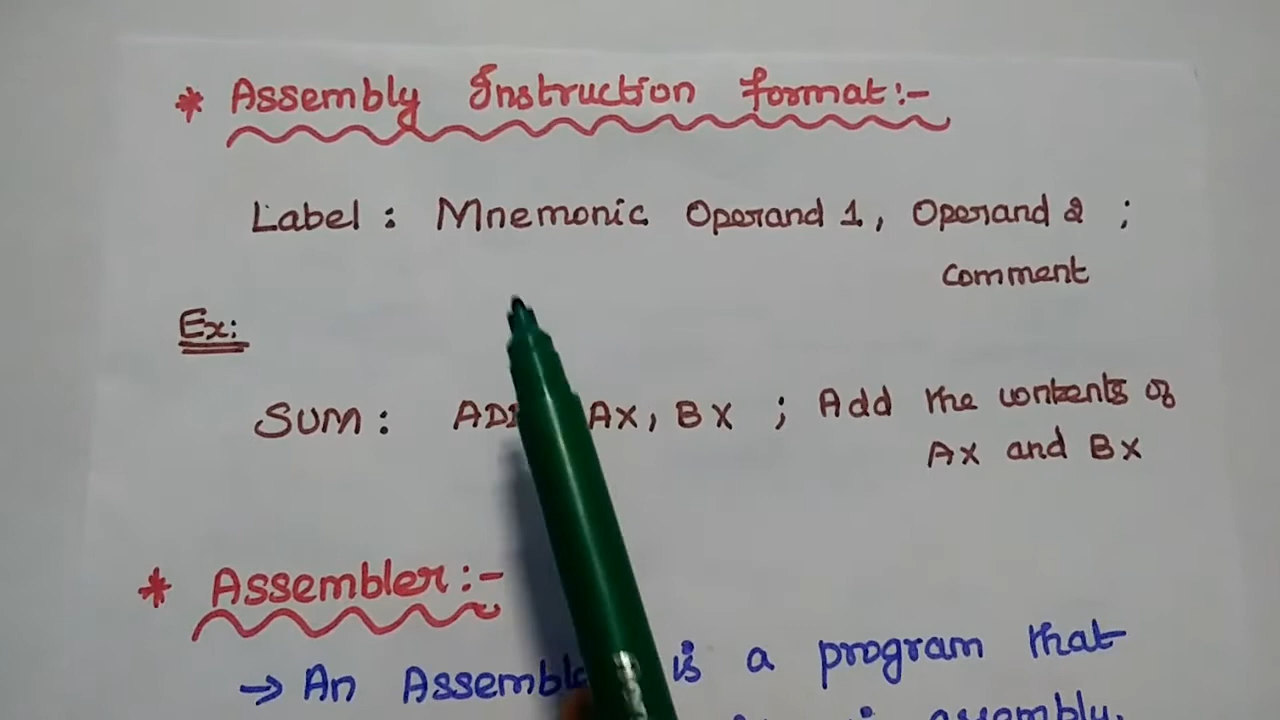 * Assembly Instruction format:-
Label : Mnemonic Operand 1, Operand 2 ;
comment
Ex:
SUM : AX, BX ; Add the contents of
AX and BX
* Assembler:-
→ An is a program that
assembly